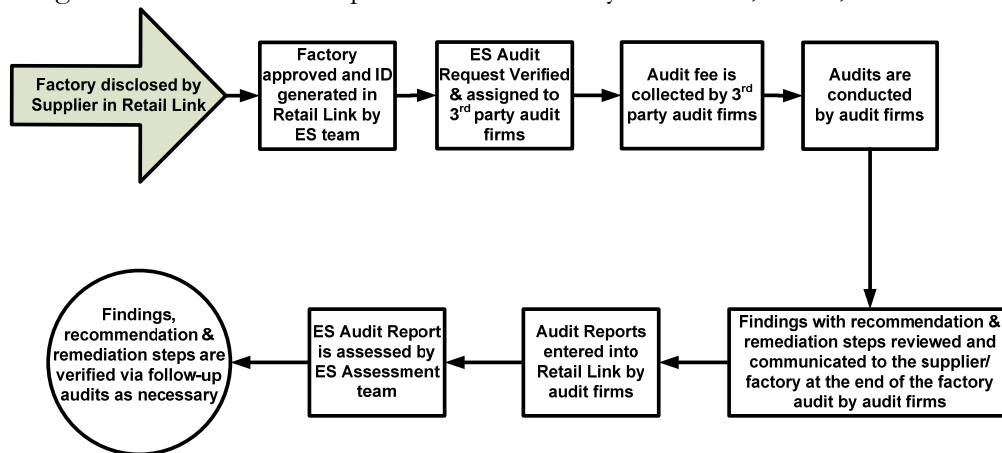 Factory disclosed by
Supplier in Retail Link
Factory
approved and ID
generated in
Retail Link by
ES team
ES Audit
Request Verified
& assigned to
3rd party audit
firms
Audit fee is
collected by 3rd
party audit firms
Audits are
conducted
by audit firms
Findings with recommendation &
remediation steps reviewed and
communicated to the supplier/
factory at the end of the factory
audit by audit firms
Audit Reports
entered into
Retail Link by
audit firms
ES Audit Report
is assessed by
ES Assessment
team
Findings,
recommendation &
remediation steps are
verified via follow-up
audits as necessary